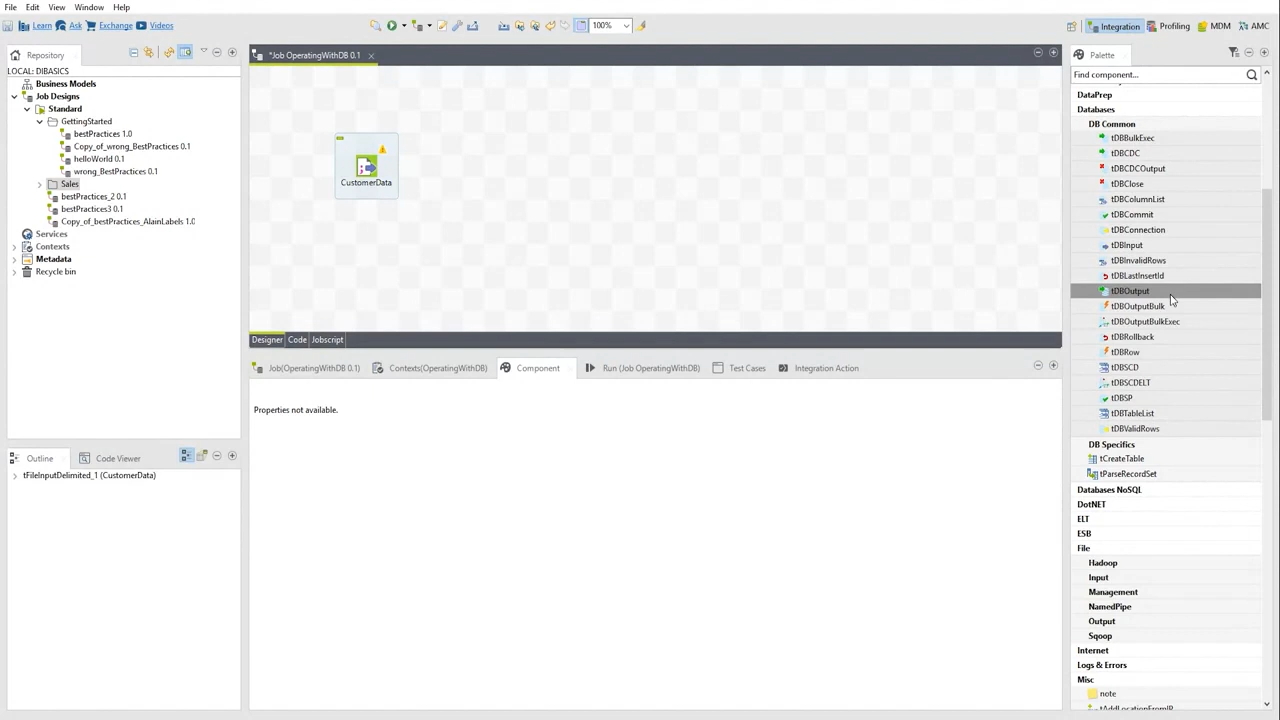 File Edit View Window Help
Learn Ask Exchange Videos
100%
Integration Profiling MDM AMC
Repository
LOCAL: DIBASICS
Business Models
Job Designs
Standard
GettingStarted
bestPractices 1.0
Copy_of_wrong_BestPractices 0.1
helloWorld 0.1
wrong_BestPractices 0.1
Sales
bestPractices_2 0.1
bestPractices3 0.1
Copy_of_bestPractices_AlainLabels 1.0
Services
Contexts
Metadata
Recycle bin
Outline Code Viewer
tFileInputDelimited_1 (CustomerData)
*Job OperatingWithDB 0.1
CustomerData
Designer Code Jobscript
Job(OperatingWithDB 0.1) Contexts(OperatingWithDB) Component Run (Job OperatingWithDB) Test Cases Integration Action
Properties not available.
Palette
Find component...
DataPrep
Databases
DB Common
tDBBulkExec
tDBCDC
tDBCDCOutput
tDBClose
tDBColumnList
tDBCommit
tDBConnection
tDBInput
tDBInvalidRows
tDBLastInsertId
tDBOutput
tDBOutputBulk
tDBOutputBulkExec
tDBRollback
tDBRow
tDBSCD
tDBSCDELT
tDBSP
tDBTableList
tDBValidRows
DB Specifics
tCreateTable
tParseRecordSet
Databases NoSQL
DotNET
ELT
ESB
File
Hadoop
Input
Management
NamedPipe
Output
Sqoop
Internet
Logs & Errors
Misc
note